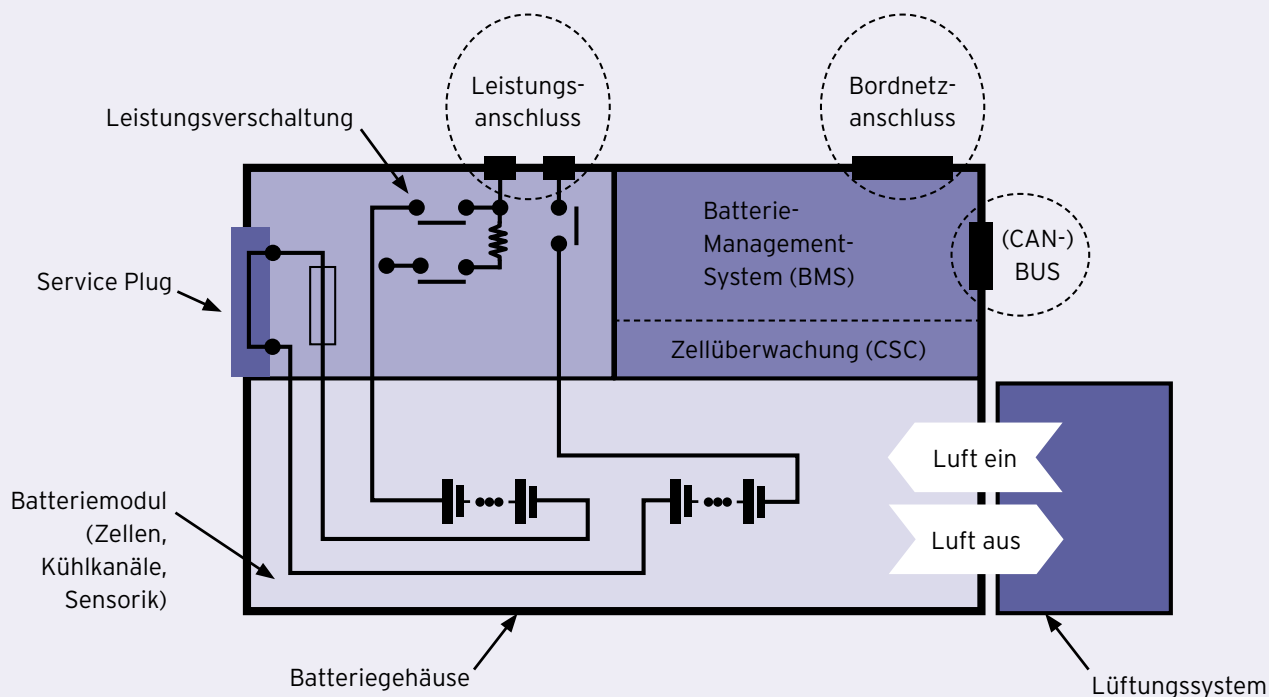 Leistungs-
anschluss
Bordnetz-
anschluss
Leistungsverschaltung
Batterie-
Management-
System (BMS)
(CAN-)
BUS
Service Plug
Zellüberwachung (CSC)
Luft ein
Batteriemodul
(Zellen,
Kühlkanäle,
Sensorik)
Luft aus
Batteriegehäuse
Lüftungssystem